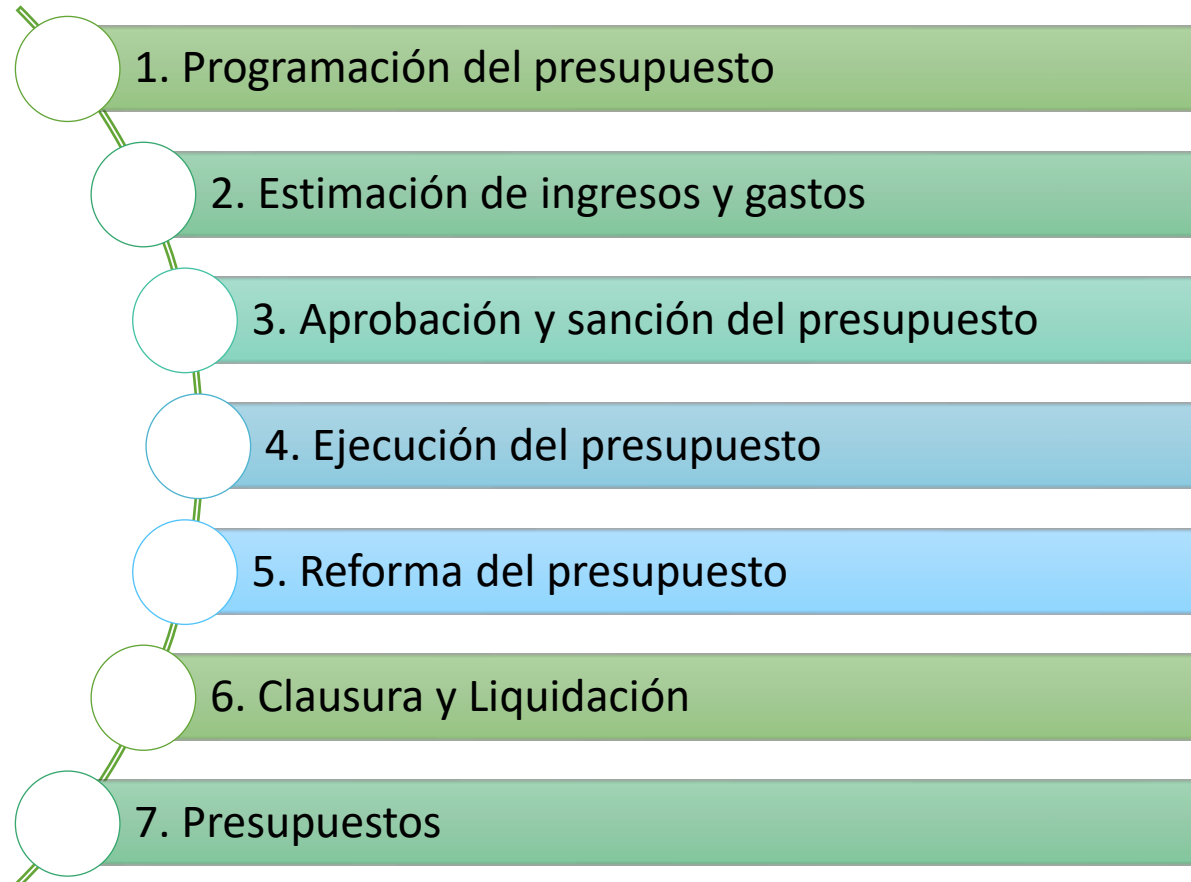 1. Programación del presupuesto
2. Estimación de ingresos y gastos
3. Aprobación y sanción del presupuesto
4. Ejecución del presupuesto
5. Reforma del presupuesto
6. Clausura y Liquidación
7. Presupuestos